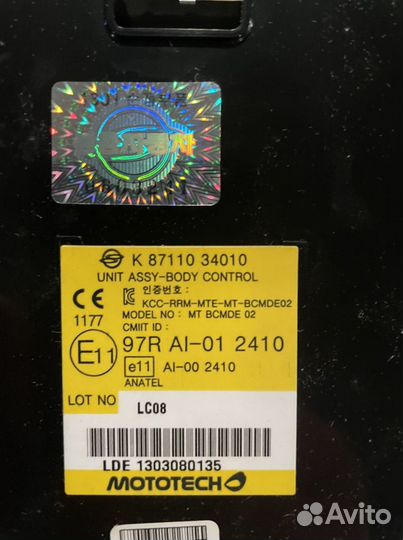 K 87110 34010
UNIT ASSY-BODY CONTROL
인증번호 :
KCC-RRM-MTE-MT-BCMDE02
1177
MODEL NO : MT BCMDE 02
CMIIT ID :
E11
97R AI-01 2410
e11 AI-00 2410
ANATEL
LOT NO
LC08
LDE 1303080135
MOTOTECH
Avito